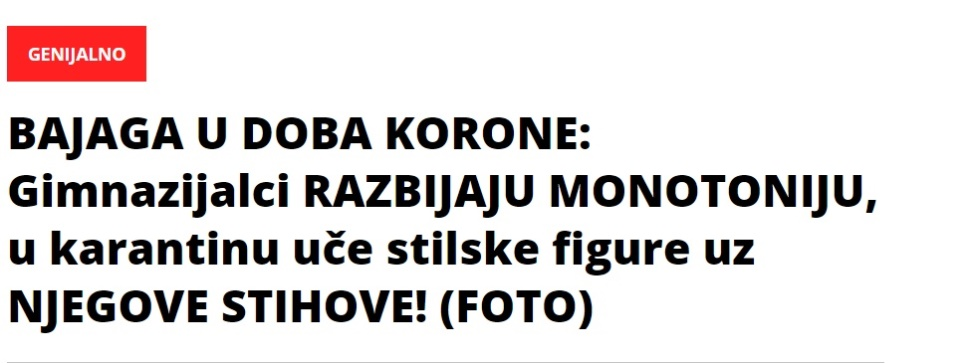 GENIJALNO
BAJAGA U DOBA KORONE:
Gimnazijalci RAZBIJAJU MONOTONIJU,
u karantinu uče stilske figure uz
NJEGOVE STIHOVE! (FOTO)